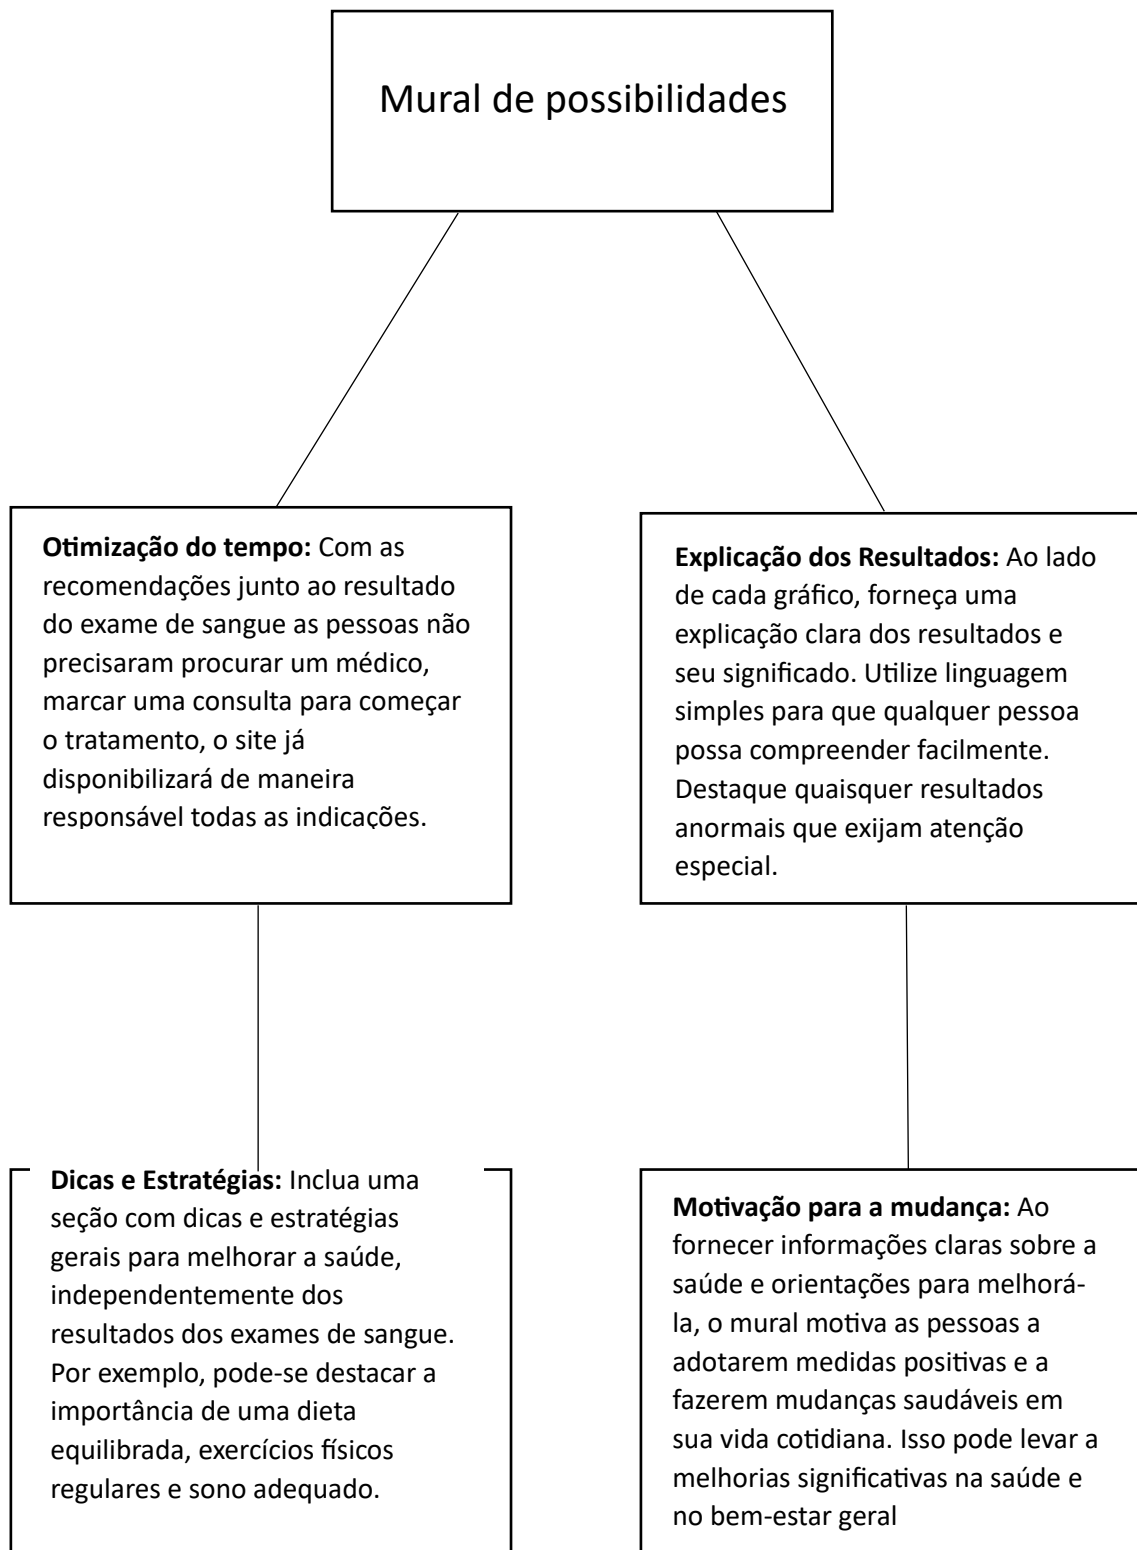 Mural de possibilidades
Otimização do tempo: Com as
recomendações junto ao resultado
do exame de sangue as pessoas não
precisaram procurar um médico,
marcar uma consulta para começar
o tratamento, o site já
disponibilizará de maneira
responsável todas as indicações.
Explicação dos Resultados: Ao lado
de cada gráfico, forneça uma
explicação clara dos resultados e
seu significado. Utilize linguagem
simples para que qualquer pessoa
possa compreender facilmente.
Destaque quaisquer resultados
anormais que exijam atenção
especial.
Dicas e Estratégias: Inclua uma
seção com dicas e estratégias
gerais para melhorar a saúde,
independentemente dos
resultados dos exames de sangue.
Por exemplo, pode-se destacar a
importância de uma dieta
equilibrada, exercícios físicos
regulares e sono adequado.
Motivação para a mudança: Ao
fornecer informações claras sobre a
saúde e orientações para melhorá-
la, o mural motiva as pessoas a
adotarem medidas positivas e a
fazerem mudanças saudáveis em
sua vida cotidiana. Isso pode levar a
melhorias significativas na saúde e
no bem-estar geral